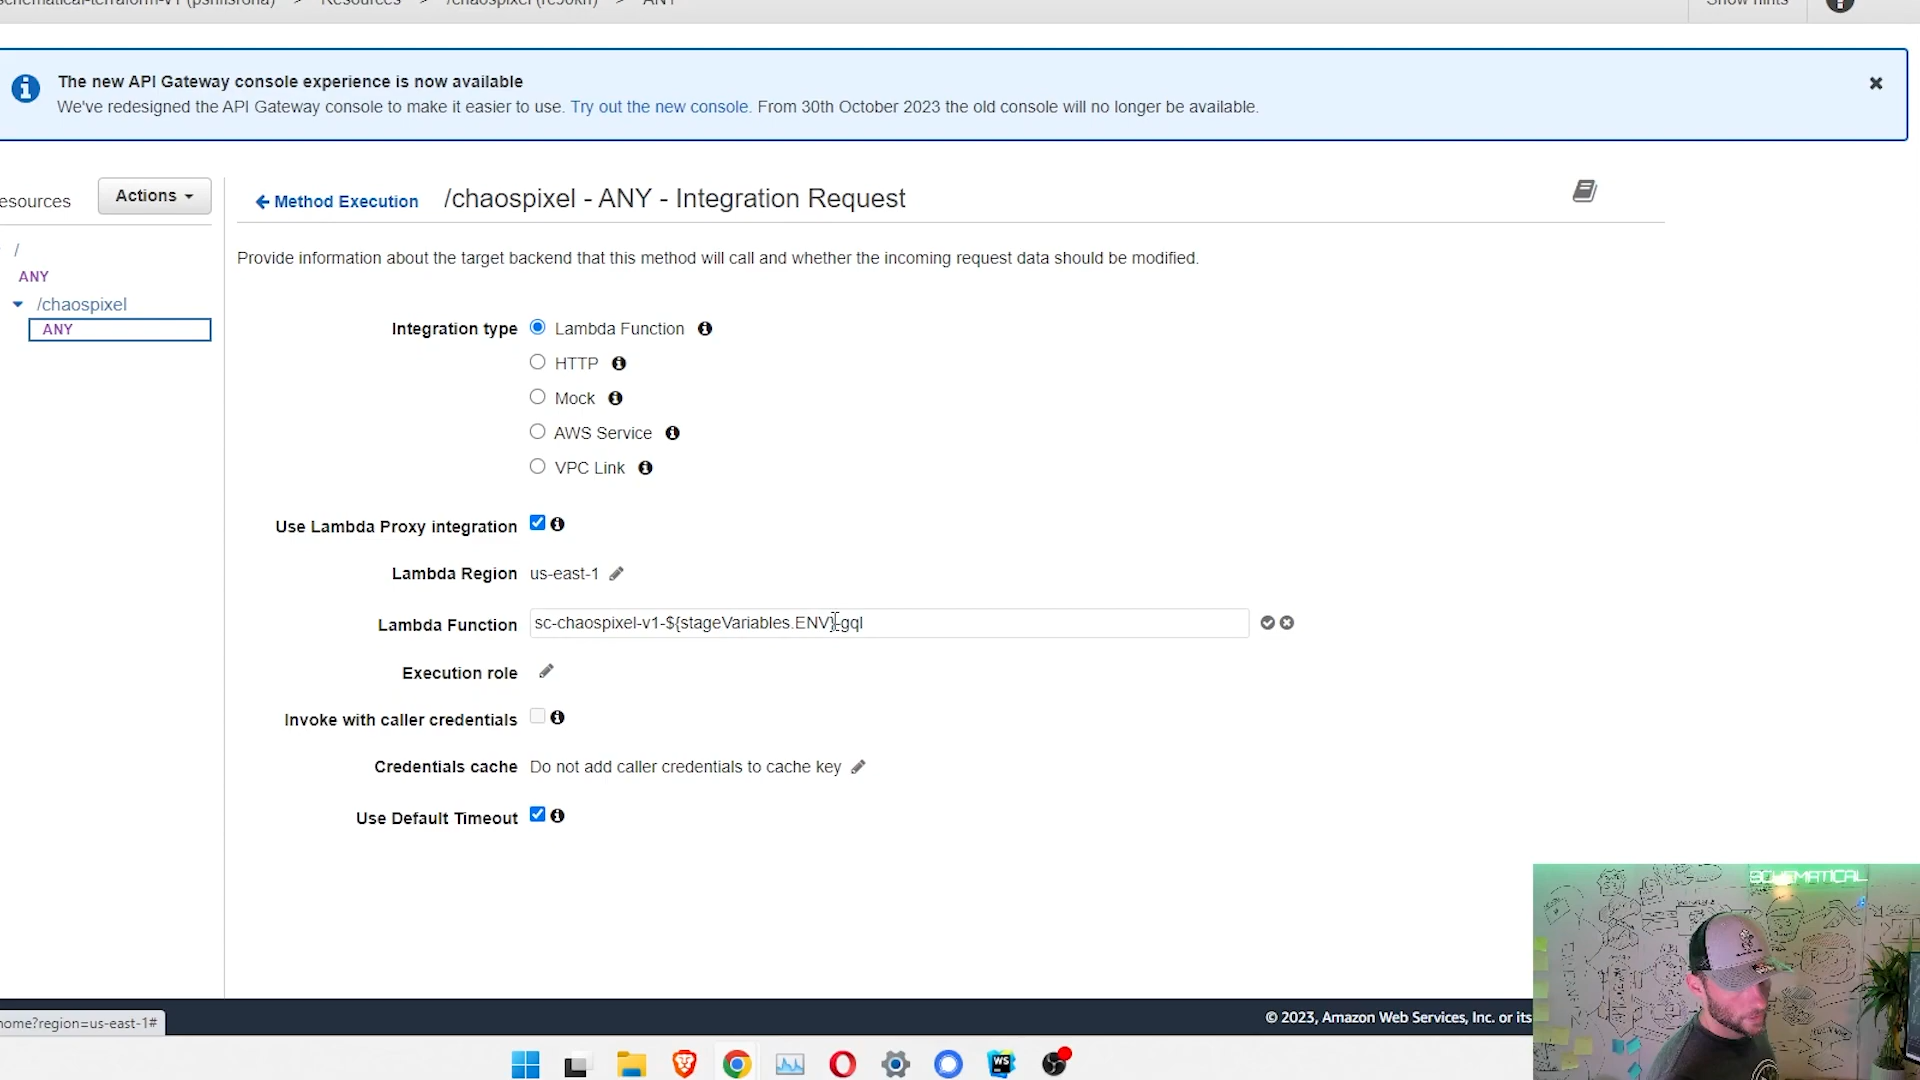 schematical-terraform-v1 > Resources > /chaospixel > ANY
Show hints
The new API Gateway console experience is now available
We've redesigned the API Gateway console to make it easier to use. Try out the new console. From 30th October 2023 the old console will no longer be available.
esources
Actions
/chaospixel - ANY - Integration Request
Method Execution
/
ANY
/chaospixel
ANY
Provide information about the target backend that this method will call and whether the incoming request data should be modified.
Integration type
Lambda Function
HTTP
Mock
AWS Service
VPC Link
Use Lambda Proxy integration
Lambda Region us-east-1
Lambda Function sc-chaospixel-v1-${stageVariables.ENV}-gql
Execution role
Invoke with caller credentials
Credentials cache Do not add caller credentials to cache key
Use Default Timeout
SCHEMATICAL
© 2023, Amazon Web Services, Inc. or its
home?region=us-east-1#
WS